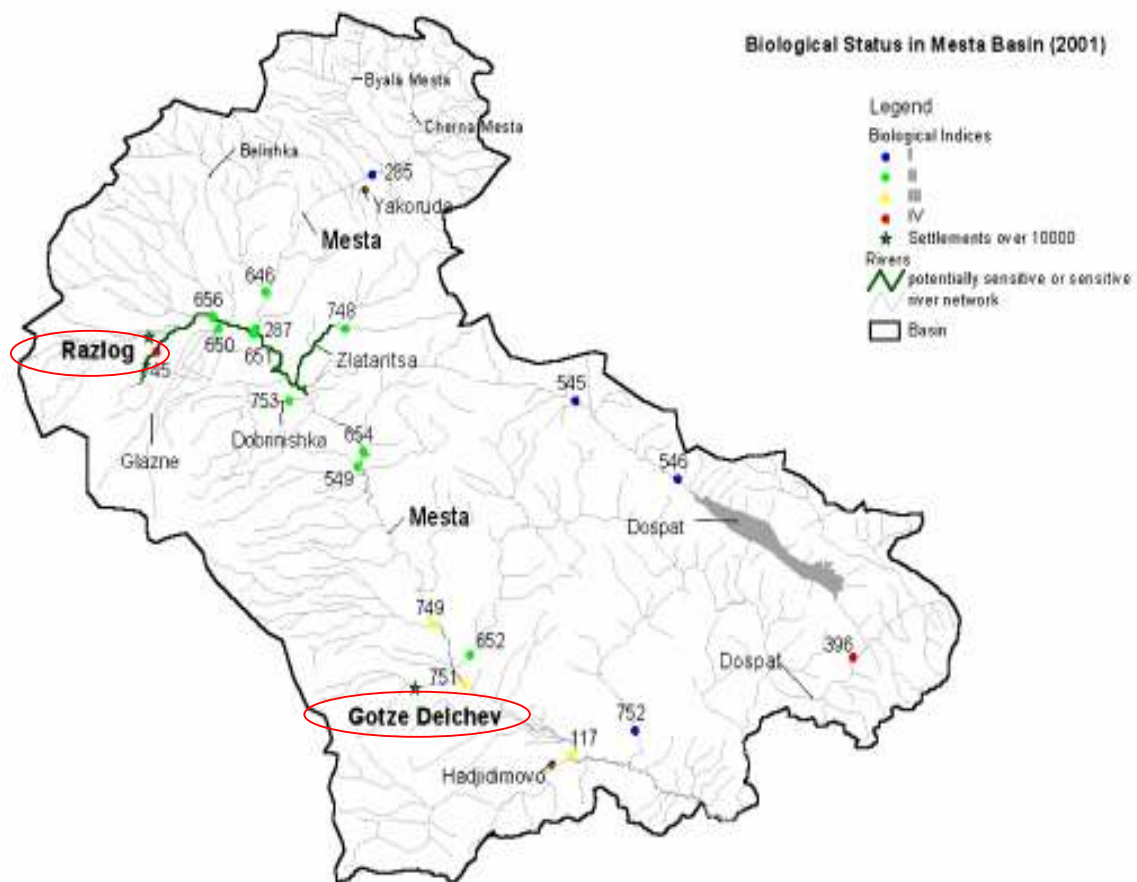 Biological Status in Mesta Basin (2001)
Legend
Biological Indices
I
II
III
IV
Settlements over 10000
Rivers
potentially sensitive or sensitive
river network
Basin
Byala Mesta
Cherna Mesta
Belishka
285
Yakoruda
Mesta
646
656
748
287
650
651
Razlog
45
Zlataritsa
753
545
Dobrinishka
654
Glazne
549
546
Mesta
Dospat
749
652
396
751
Dospat
Gotze Delchev
752
117
Hadjidimovo